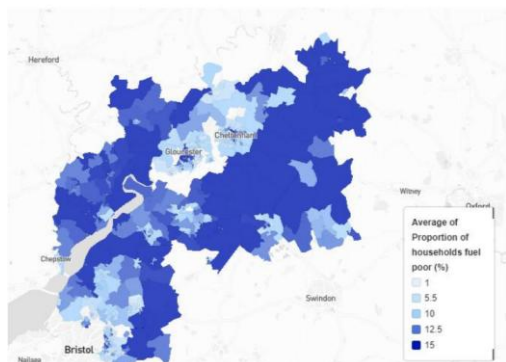 Hereford
Cheltenham
Gloucester
Witney
Oxford
Chepstow
Swindon
Bristol
Nailsea
Average of
Proportion of
households fuel
poor (%)
1
5.5
10
12.5
15